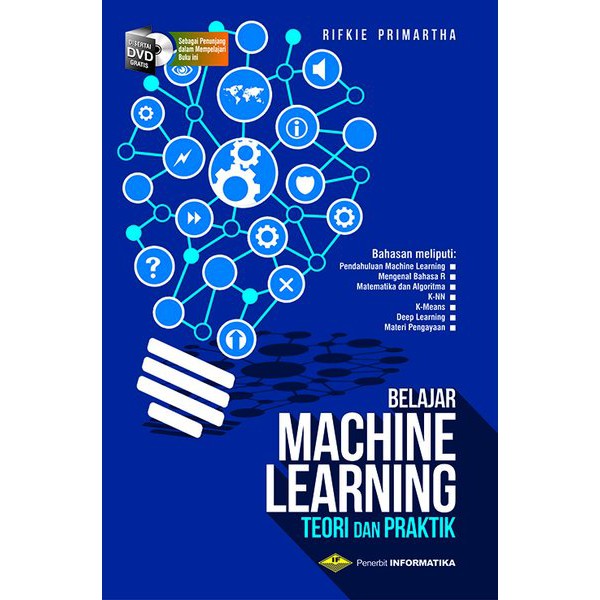 RIFKIE PRIMARTHA
DISERTAI
DVD
GRATIS
Sebagai Penunjang
dalam Mempelajari
Buku ini
i
?
Bahasan meliputi:
Pendahuluan Machine Learning
Mengenal Bahasa R
Matematika dan Algoritma
K-NN
K-Means
Deep Learning
Materi Pengayaan
BELAJAR
MACHINE
LEARNING
TEORI DAN PRAKTIK
IF
Penerbit INFORMATIKA